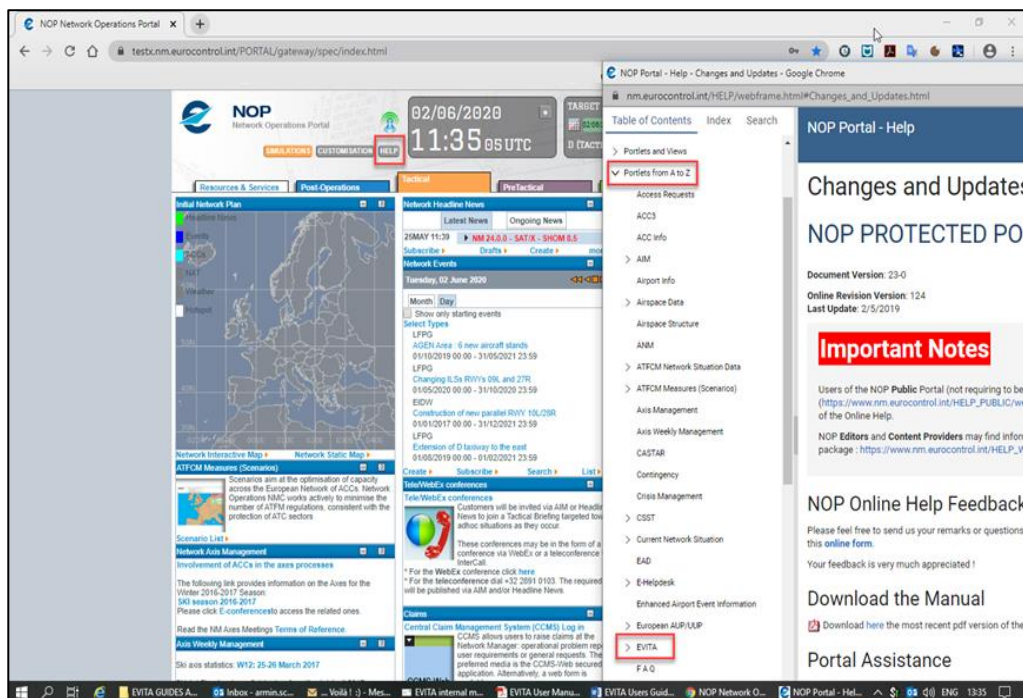 NOP Network Operations Portal
testx.nm.eurocontrol.int/PORTAL/gateway/spec/index.html
NOP
Network Operations Portal
02/06/2020
11:35 05 UTC
TARGET
D (TACT
SIMULATIONS CUSTOMISATION HELP
Resources & Services
Post-Operations
Tactical
PreTactical
Initial Network Plan
Headline News
Events
ACCs
NAT
Weather
Hotspot
Network Interactive Map
Network Static Map
ATFCM Measures (Scenarios)
Scenarios aim at the optimisation of capacity
across the European Network of ACCs. Network
Operations NMC works actively to minimise the
number of ATFM regulations, consistent with the
protection of ATC sectors
Scenario List
Network Axis Management
Involvement of ACCs in the axes processes
The following link provides information on the Axes for the
Winter 2016-2017 Season:
SKI season 2016-2017
Please click E-conferencesto access the related ones.
Read the NM Axes Meetings Terms of Reference.
Axis Weekly Management
Ski axis statistics: W12: 25-26 March 2017
Network Headline News
Latest News Ongoing News
25MAY 11:39 NM 24.0.0 - SAT/X - SHOM 8.5
Subscribe Drafts Create
Network Events
Tuesday, 02 June 2020
Month Day
Show only starting events
Select Types
LFPG
AGEN Area : 6 new aircraft stands
01/10/2019 00:00 - 31/05/2021 23:59
LFPG
Changing ILSs RWYs 09L and 27R.
01/05/2020 00:00 - 31/10/2020 23:59
EIDW
Construction of new parallel RWY 10L/28R
01/01/2017 00:00 - 31/12/2021 23:59
LFPG
Extension of D taxiway to the east
01/08/2019 00:00 - 01/02/2021 23:59
Create Subscribe Search List
Tele/WebEx conferences
Tele/WebEx conferences
Customers will be invited via AIM or Headli
News to join a Tactical Briefing targeted tow
adhoc situations as they occur.
These conferences may be in the form of a
conference via WebEx or a teleconference
InterCall.
* For the WebEx conference click here
* For the teleconference dial +32 2891 0103. The required
will be published via AIM and/or Headline News.
Claims
Central Claim Management System (CCMS) Log in
CCMS allows users to raise claims at the
Network Manager: operational problem rep
user requirements or general requests. The
preferred media is the CCMS-Web secured
application. Alternatively, a web form is
CCMS Web
NOP Portal - Help - Changes and Updates - Google Chrome
nm.eurocontrol.int/HELP/webframe.html#Changes_and_Updates.html
Table of Contents Index Search
Portlets and Views
Portlets from A to Z
Access Requests
ACC3
ACC Info
AIM
Airport Info
Airspace Data
Airspace Structure
ANM
ATFCM Network Situation Data
ATFCM Measures (Scenarios)
Axis Management
Axis Weekly Management
CASTAR
Contingency
Crisis Management
CSST
Current Network Situation
EAD
E-Helpdesk
Enhanced Airport Event Information
European AUP/UUP
EVITA
F A Q
NOP Portal - Help
Changes and Updates
NOP PROTECTED PO
Document Version: 23-0
Online Revision Version: 124
Last Update: 2/5/2019
Important Notes
Users of the NOP Public Portal (not requiring to be
(https://www.nm.eurocontrol.int/HELP_PUBLIC/we
of the Online Help.
NOP Editors and Content Providers may find inform
package : https://www.nm.eurocontrol.int/HELP_W
NOP Online Help Feedback
Please feel free to send us your remarks or questions
this online form.
Your feedback is very much appreciated !
Download the Manual
Download here the most recent pdf version of the
Portal Assistance
EVITA GUIDES A...
Inbox - armin.sc...
Voilà ! :) - Mes...
EVITA internal m...
EVITA User Manu...
EVITA Users Guid...
NOP Network O...
NOP Portal - Hel...
ENG
13:35